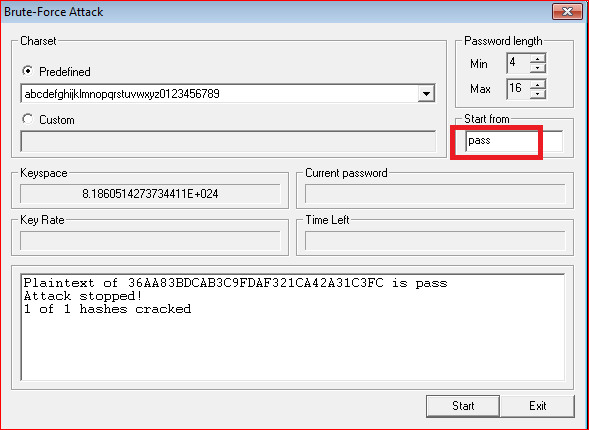 Brute-Force Attack
Charset
Predefined
abcdefghijklmnopqrstuvwxyz0123456789
Custom
Password length
Min 4
Max 16
Start from
pass
Keyspace
8.1860514273734411E+024
Current password
Key Rate
Time Left
Plaintext of 36AA83BDCAB3C9FDAF321CA42A31C3FC is pass
Attack stopped!
1 of 1 hashes cracked
Start
Exit